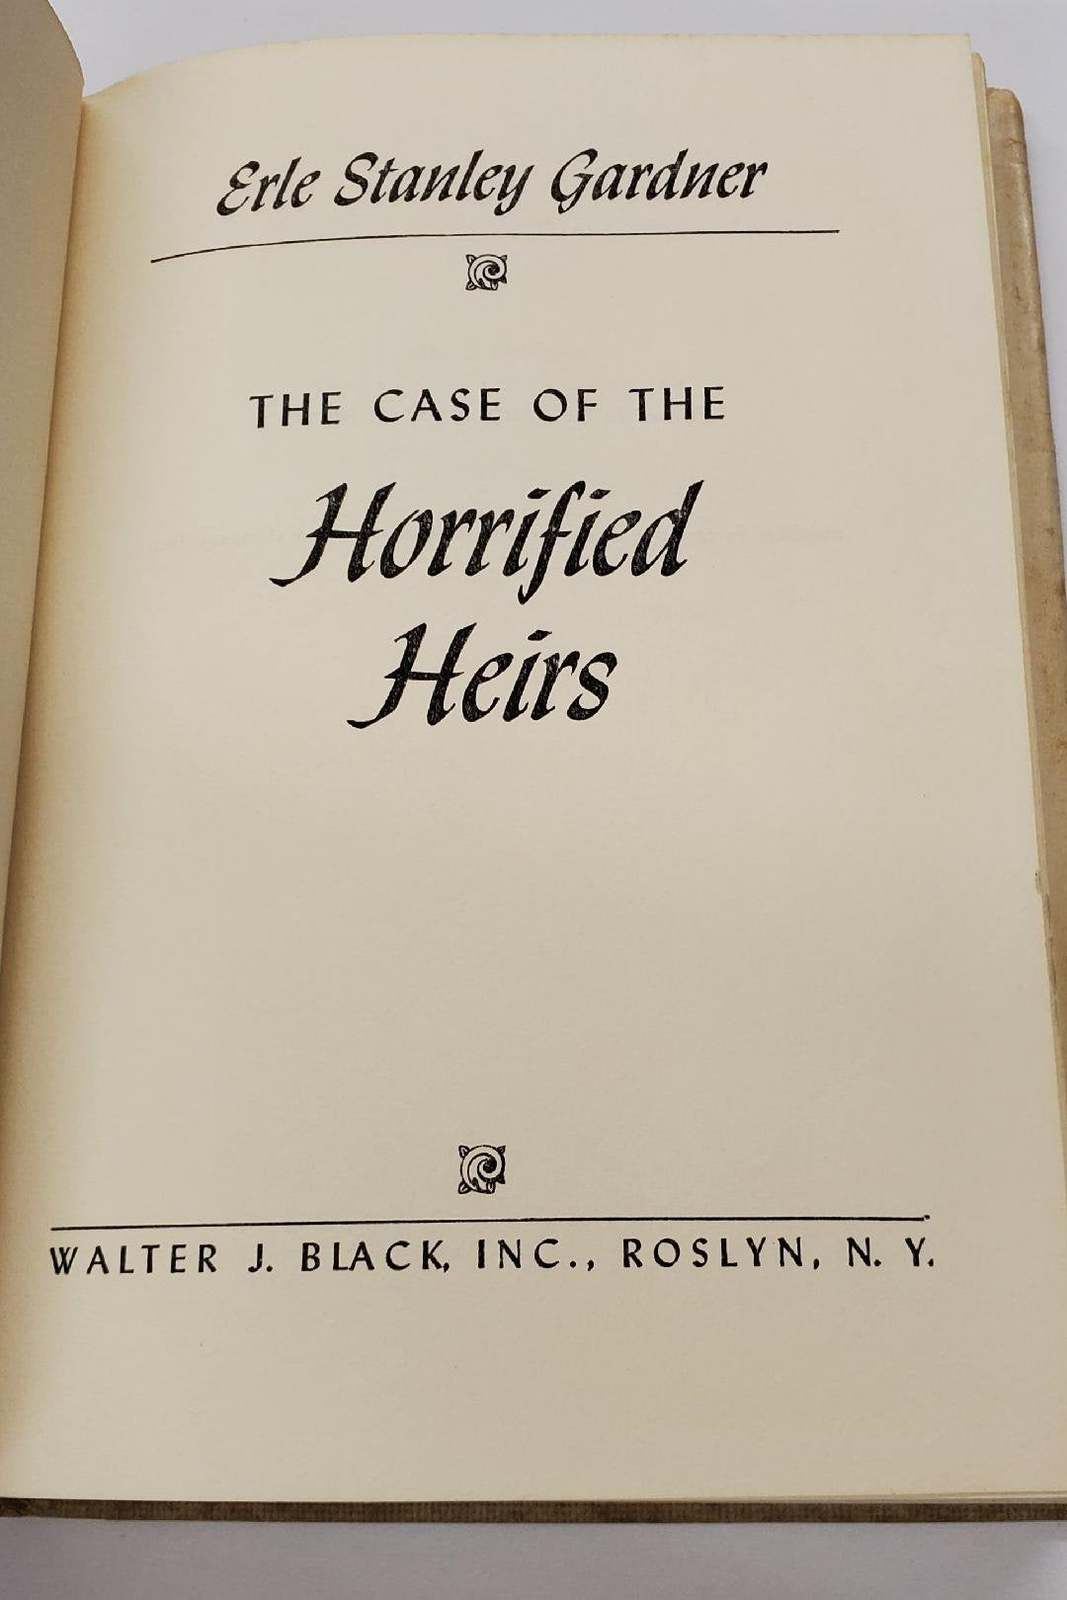 Erle Stanley Gardner
THE CASE OF THE
Horrified
Heirs
WALTER J. BLACK, INC., ROSLYN, N. Y.